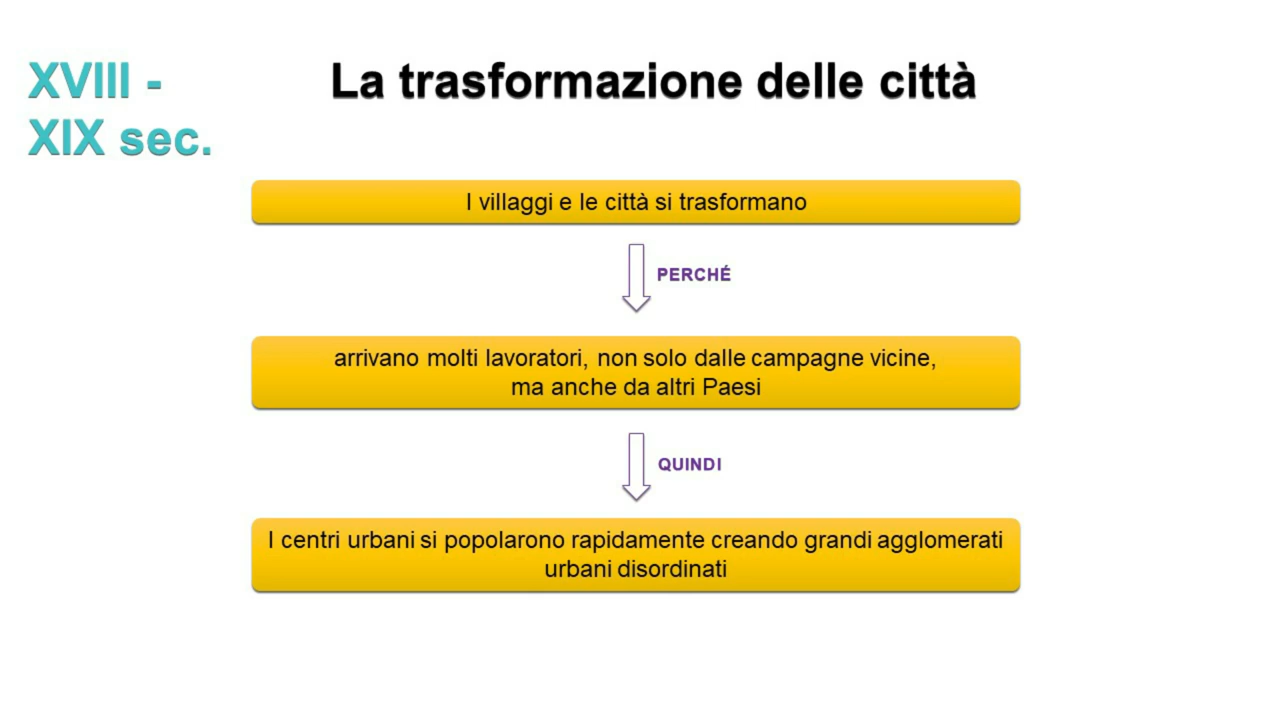 XVIII -
XIX sec.
La trasformazione delle città
I villaggi e le città si trasformano
PERCHÉ
arrivano molti lavoratori, non solo dalle campagne vicine,
ma anche da altri Paesi
QUINDI
I centri urbani si popolarono rapidamente creando grandi agglomerati
urbani disordinati